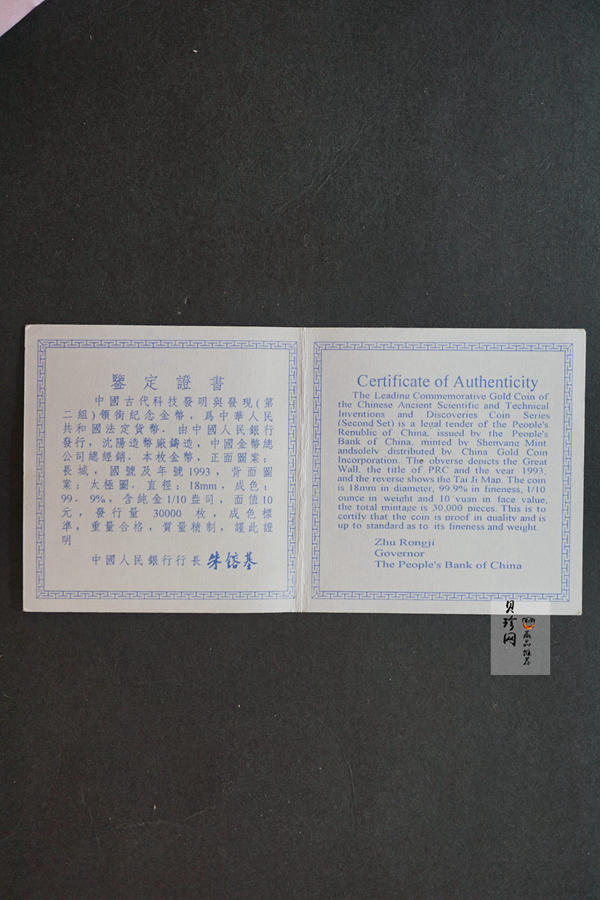 鑒定證書
中國古代科技發明與發現(第
二組)領銜紀念金幣，爲中華人民
共和國法定貨幣．由中國人民銀行
發行，沈陽造幣廠鑄造，中國金幣總
公司總經銷．本枚金幣，正面圖案：
長城，國號及年號1993，背面圖
案：太極圖．直徑：18mm，成色：
99．9%，含純金1/10盎司，面值10
元，發行量 30000 枚，成色標
準，重量合格，質量精制，謹此證
明
中國人民銀行行長 朱鎔基
Certificate of Authenticity
The Leading Commemorative Gold Coin of
the Chinese Ancient Scientific and Technical
Inventions and Discoveries Coin Series
(Second Set) is a legal tender of the People's
Republic of China, issued by the People's
Bank of China, minted by Shenyang Mint
andsolely distributed by China Gold Coin
Incorporation. The obverse depicts the Great
Wall, the title of PRC and the year 1993,
and the reverse shows the Tai Ji Map. The coin
is 18mm in diameter, 99.9% in fineness, 1/10
ounce in weight and 10 yuan in face value,
the total mintage is 30,000 pieces. This is to
certify that the coin is proof in quality and is
up to standard as to its fineness and weight.
Zhu Rongji
Governor
The People's Bank of China
贝珍网
藏品推荐